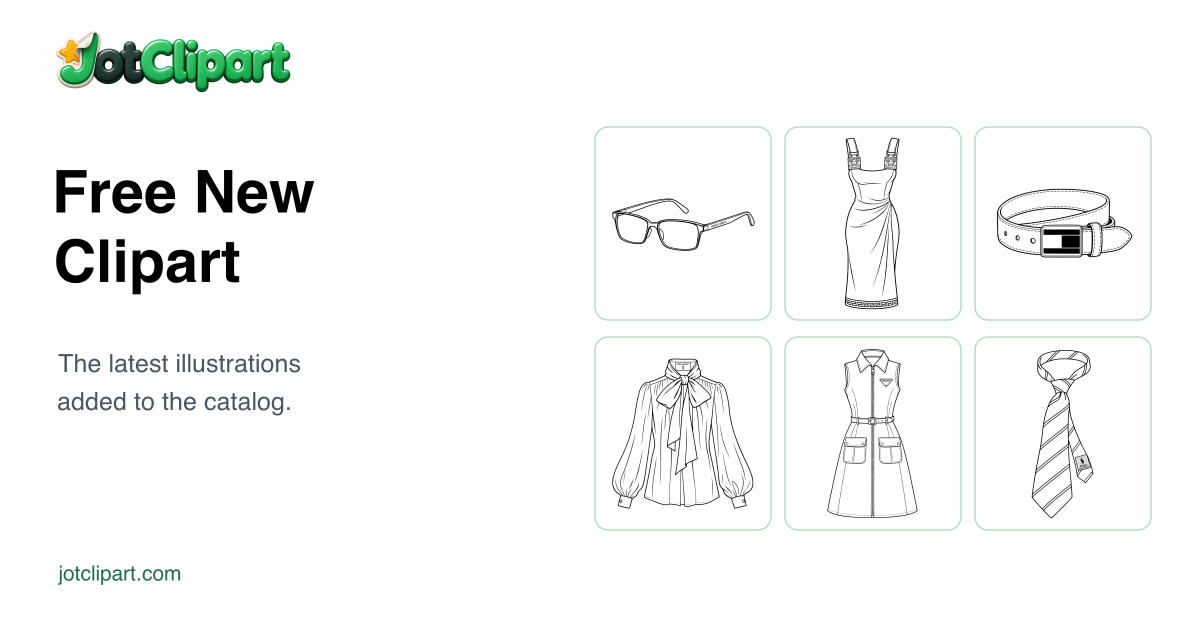 JotClipart
Free New
Clipart
The latest illustrations
added to the catalog.
jotclipart.com